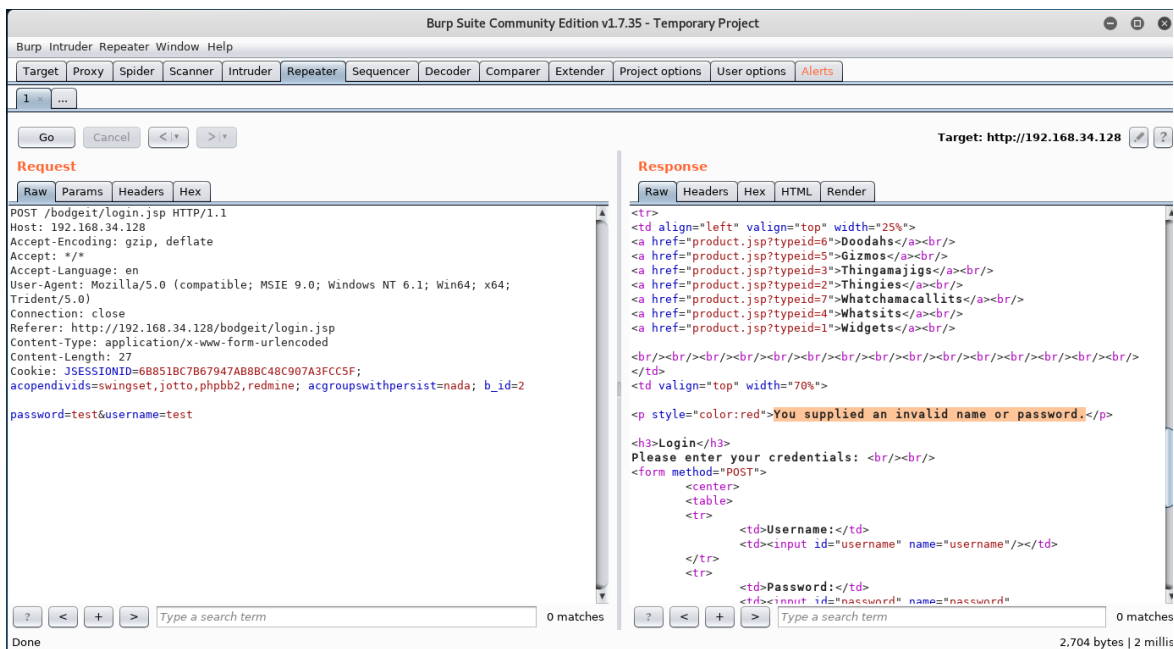 Burp Suite Community Edition v1.7.35 - Temporary Project
Burp Intruder Repeater Window Help
Target Proxy Spider Scanner Intruder Repeater Sequencer Decoder Comparer Extender Project options User options Alerts
1 × ...
Go Cancel < > Target: http://192.168.34.128 ?
Request
Raw Params Headers Hex
POST /bodgeit/login.jsp HTTP/1.1
Host: 192.168.34.128
Accept-Encoding: gzip, deflate
Accept: */*
Accept-Language: en
User-Agent: Mozilla/5.0 (compatible; MSIE 9.0; Windows NT 6.1; Win64; x64;
Trident/5.0)
Connection: close
Referer: http://192.168.34.128/bodgeit/login.jsp
Content-Type: application/x-www-form-urlencoded
Content-Length: 27
Cookie: JSESSIONID=6B851BC7B67947AB8BC48C907A3FCC5F;
acopendivids=swingset,jotto,phpbb2,redmine; acgroupswithpersist=nada; b_id=2
password=test&username=test
? < + > Type a search term 0 matches
Response
Raw Headers Hex HTML Render
<tr>
<td align="left" valign="top" width="25%">
<a href="product.jsp?typeid=6">Doodahs</a><br/>
<a href="product.jsp?typeid=5">Gizmos</a><br/>
<a href="product.jsp?typeid=3">Thingamajigs</a><br/>
<a href="product.jsp?typeid=2">Thingies</a><br/>
<a href="product.jsp?typeid=7">Whatchamacallits</a><br/>
<a href="product.jsp?typeid=4">Whatsits</a><br/>
<a href="product.jsp?typeid=1">Widgets</a><br/>
<br/><br/><br/><br/><br/><br/><br/><br/><br/><br/><br/><br/><br/><br/>
</td>
<td valign="top" width="70%">
<p style="color:red">You supplied an invalid name or password.</p>
<h3>Login</h3>
Please enter your credentials: <br/><br/>
<form method="POST">
<center>
<table>
<tr>
<td>Username:</td>
<td><input id="username" name="username"/></td>
</tr>
<tr>
<td>Password:</td>
<td><input id="password" name="password"
? < + > Type a search term 0 matches
Done 2,704 bytes | 2 millis